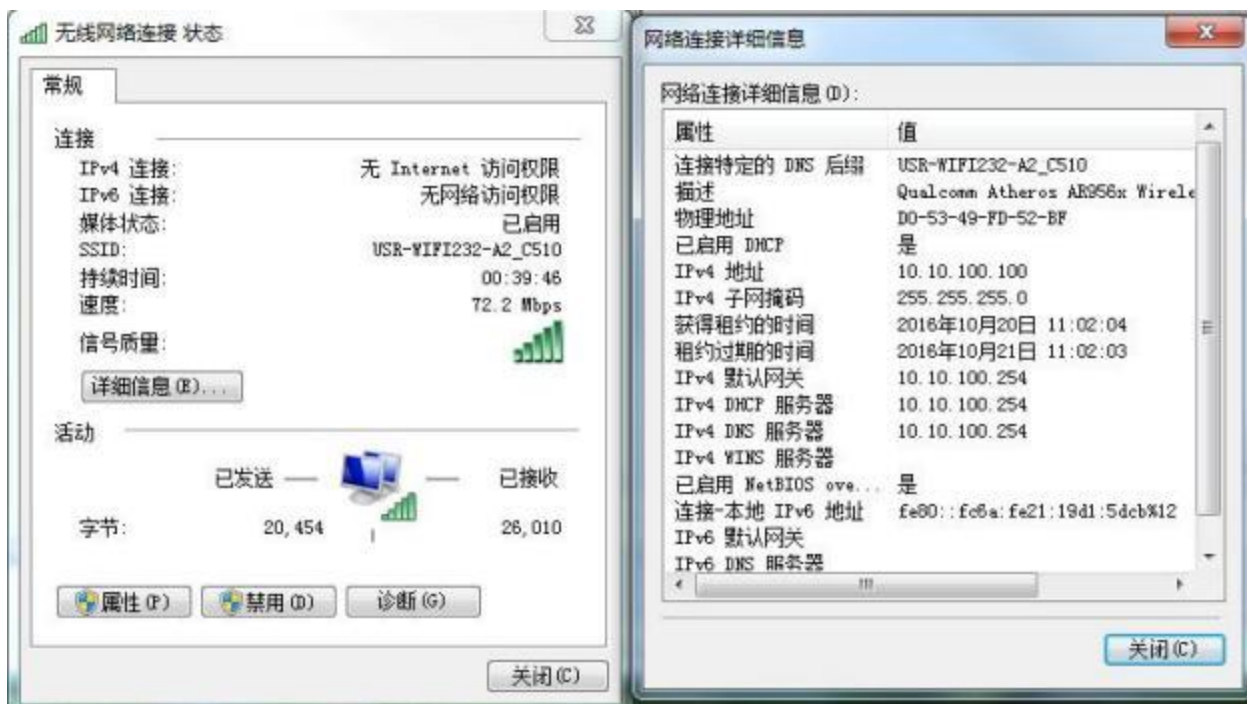 无线网络连接 状态
常规
连接
IPv4 连接: 无 Internet 访问权限
IPv6 连接: 无网络访问权限
媒体状态: 已启用
SSID: USR-WIFI232-A2_C510
持续时间: 00:39:46
速度: 72.2 Mbps
信号质量:
详细信息(E)...
活动
已发送 — — 已接收
字节: 20,454 26,010
属性(P) 禁用(D) 诊断(G)
关闭(C)
网络连接详细信息
网络连接详细信息(D):
属性 值
连接特定的 DNS 后缀 USR-WIFI232-A2_C510
描述 Qualcomm Atheros AR956x Wirele
物理地址 D0-53-49-FD-52-BF
已启用 DHCP 是
IPv4 地址 10.10.100.100
IPv4 子网掩码 255.255.255.0
获得租约的时间 2016年10月20日 11:02:04
租约过期的时间 2016年10月21日 11:02:03
IPv4 默认网关 10.10.100.254
IPv4 DHCP 服务器 10.10.100.254
IPv4 DNS 服务器 10.10.100.254
IPv4 WINS 服务器
已启用 NetBIOS ove... 是
连接-本地 IPv6 地址 fe80::fc6a:fe21:19d1:5dcb%12
IPv6 默认网关
IPv6 DNS 服务器
关闭(C)